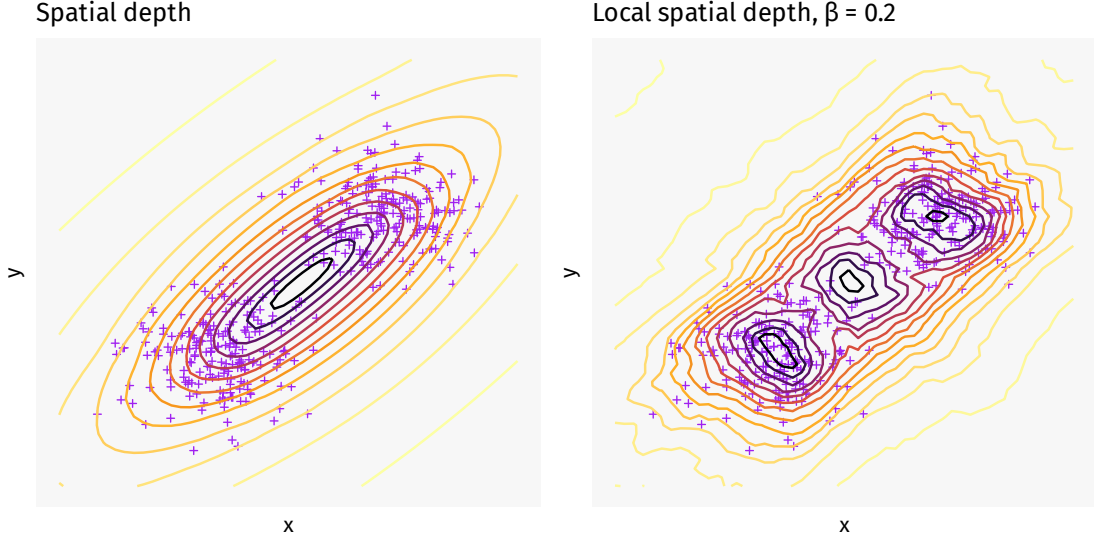 Spatial depth
Local spatial depth, β = 0.2
y
y
x
x